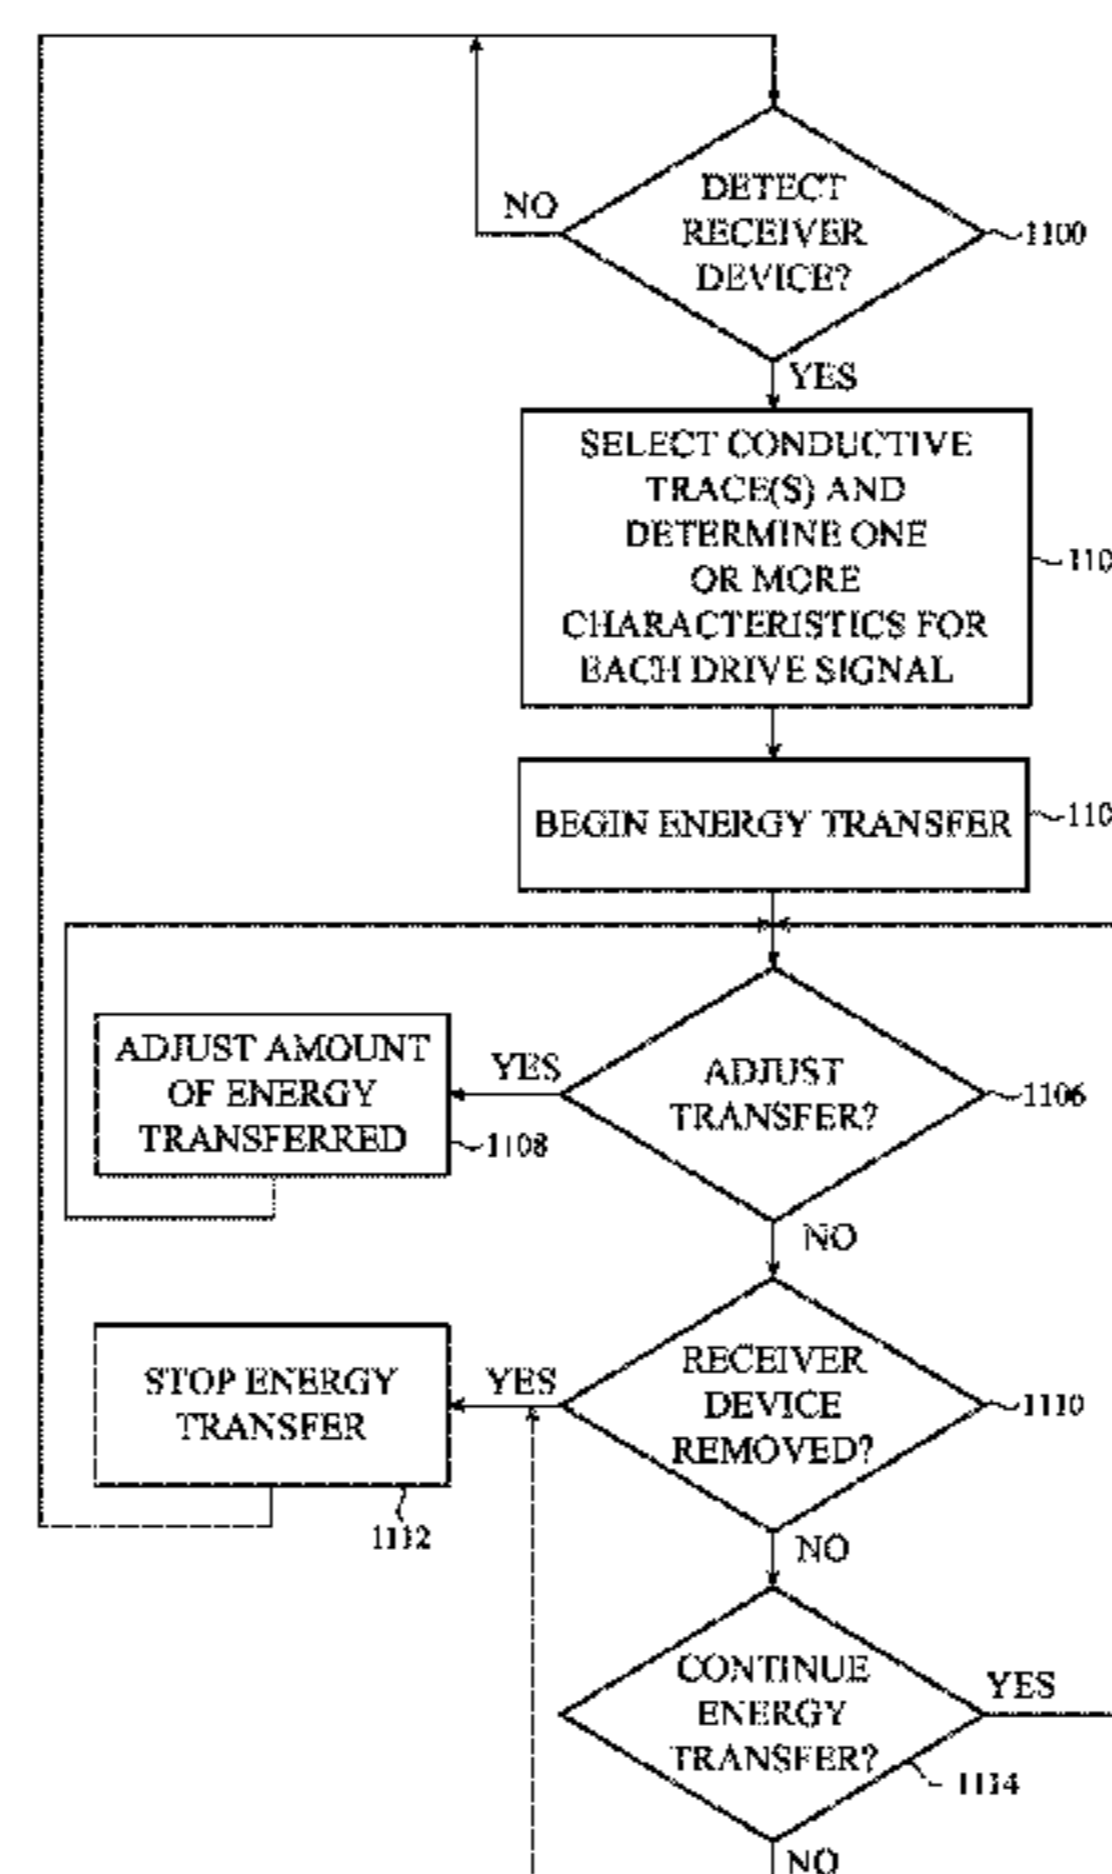 DETECT
RECEIVER
DEVICE?
NO
1100
YES
SELECT CONDUCTIVE
TRACE(S) AND
DETERMINE ONE
OR MORE
CHARACTERISTICS FOR
EACH DRIVE SIGNAL
110
BEGIN ENERGY TRANSFER
110
ADJUST AMOUNT
OF ENERGY
TRANSFERRED
1108
YES
ADJUST
TRANSFER?
1106
NO
STOP ENERGY
TRANSFER
1112
YES
RECEIVER
DEVICE
REMOVED?
1110
NO
CONTINUE
ENERGY
TRANSFER?
YES
1114
NO